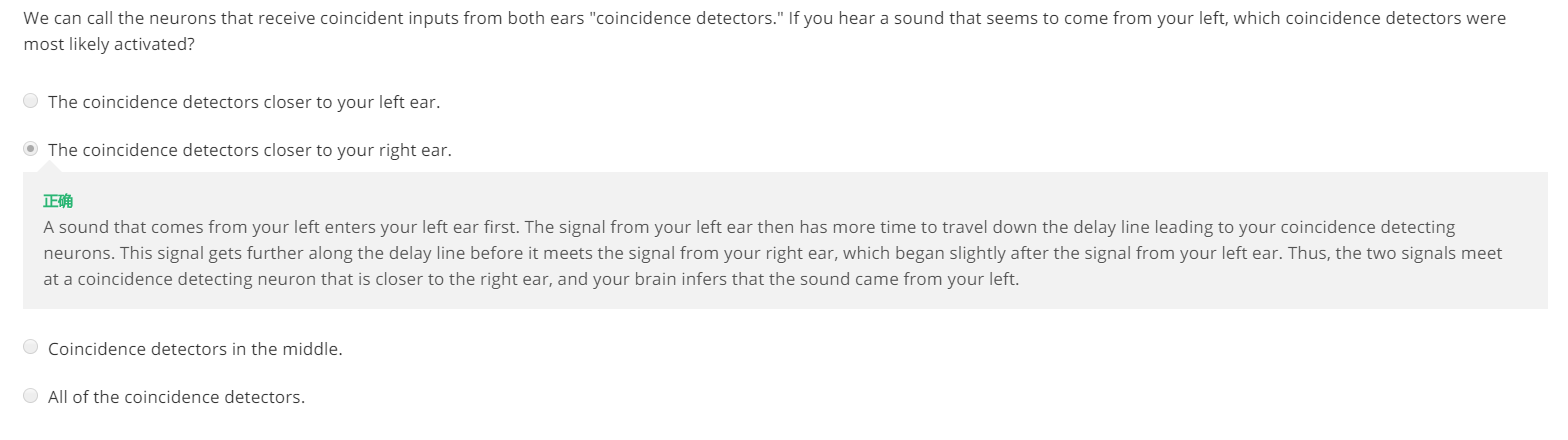 We can call the neurons that receive coincident inputs from both ears "coincidence detectors." If you hear a sound that seems to come from your left, which coincidence detectors were
most likely activated?
The coincidence detectors closer to your left ear.
The coincidence detectors closer to your right ear.
正确
A sound that comes from your left enters your left ear first. The signal from your left ear then has more time to travel down the delay line leading to your coincidence detecting
neurons. This signal gets further along the delay line before it meets the signal from your right ear, which began slightly after the signal from your left ear. Thus, the two signals meet
at a coincidence detecting neuron that is closer to the right ear, and your brain infers that the sound came from your left.
Coincidence detectors in the middle.
All of the coincidence detectors.